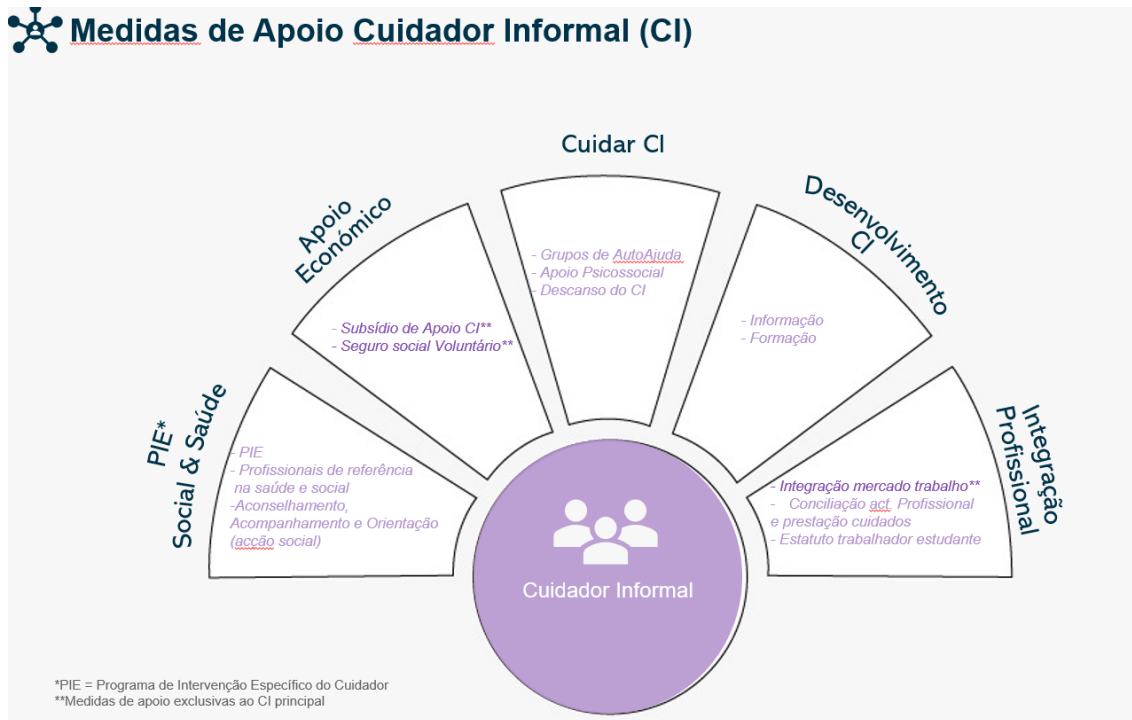 Medidas de Apoio Cuidador Informal (CI)
PIE*
Social & Saúde
- PIE
- Profissionais de referência
na saúde e social
-Aconselhamento,
Acompanhamento e Orientação
(acção social)
Apoio
Económico
- Subsídio de Apoio CI**
- Seguro social Voluntário**
Cuidar CI
- Grupos de AutoAjuda
- Apoio Psicossocial
- Descanso do CI
Desenvolvimento
CI
- Informação
- Formação
Integração
Profissional
- Integração mercado trabalho**
- Conciliação act. Profissional
e prestação cuidados
- Estatuto trabalhador estudante
Cuidador Informal
*PIE = Programa de Intervenção Específico do Cuidador
**Medidas de apoio exclusivas ao CI principal